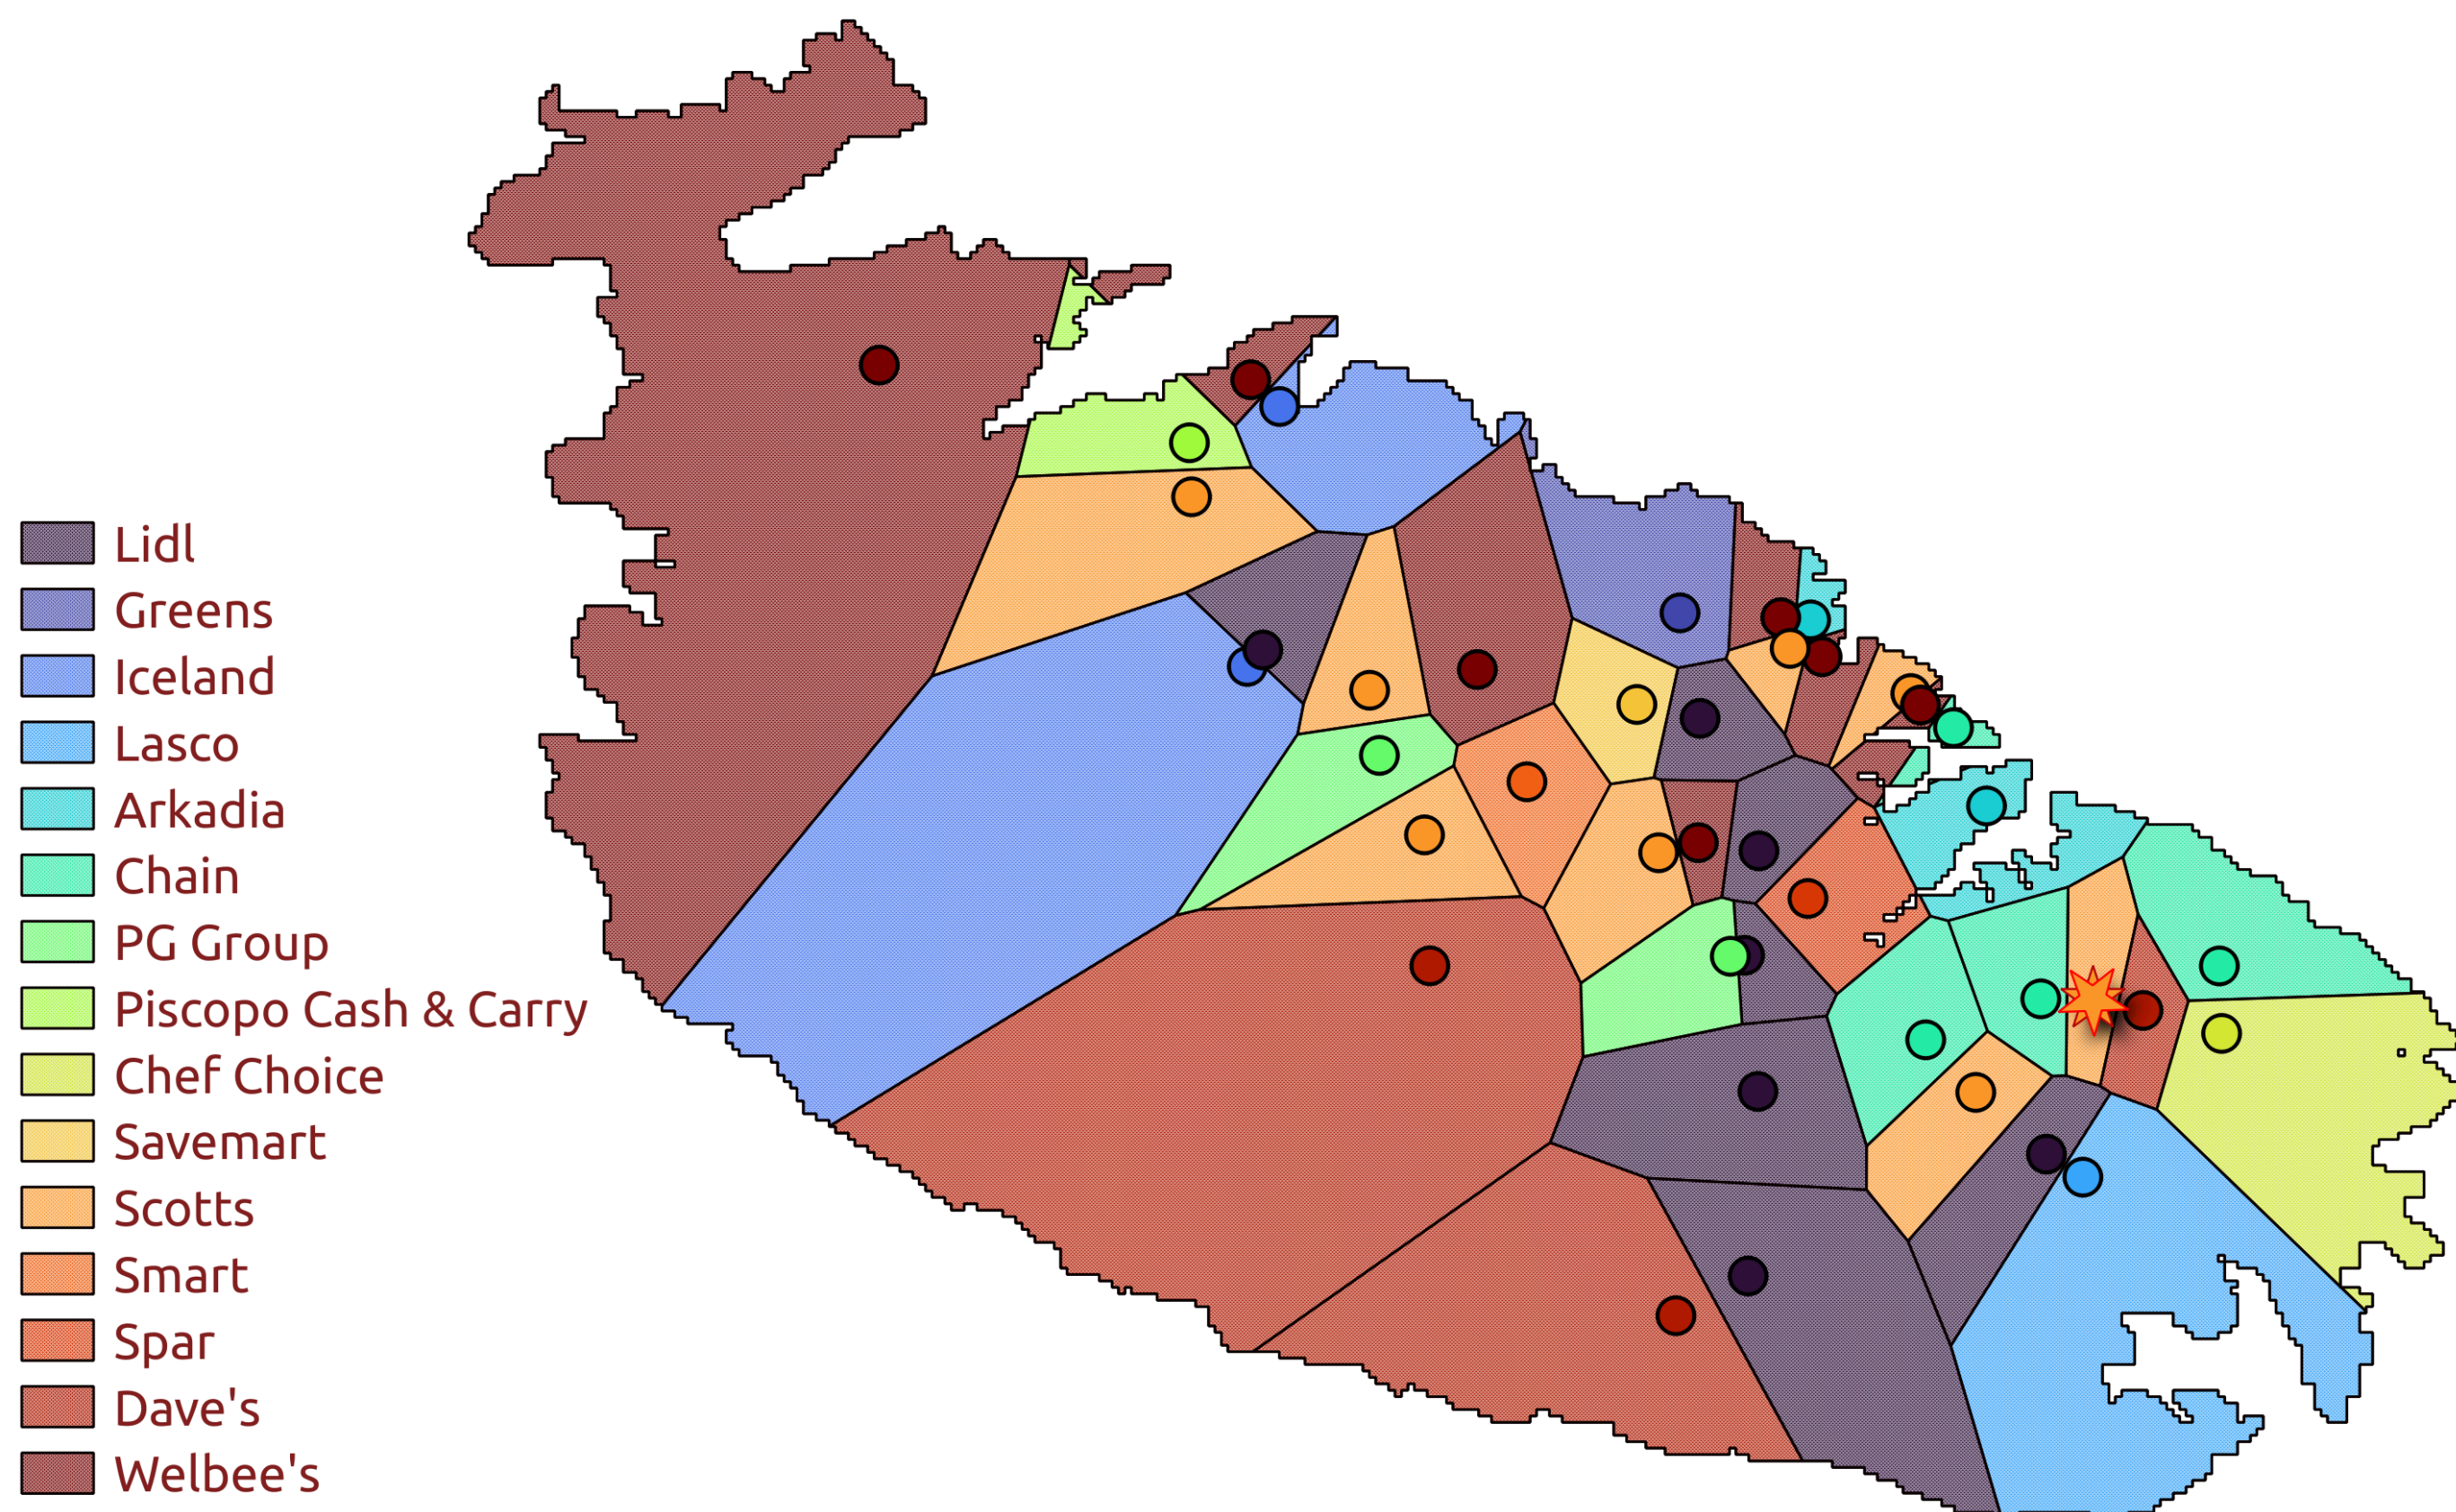 Lidl
Greens
Iceland
Lasco
Arkadia
Chain
PG Group
Piscopo Cash & Carry
Chef Choice
Savemart
Scotts
Smart
Spar
Dave's
Welbee's